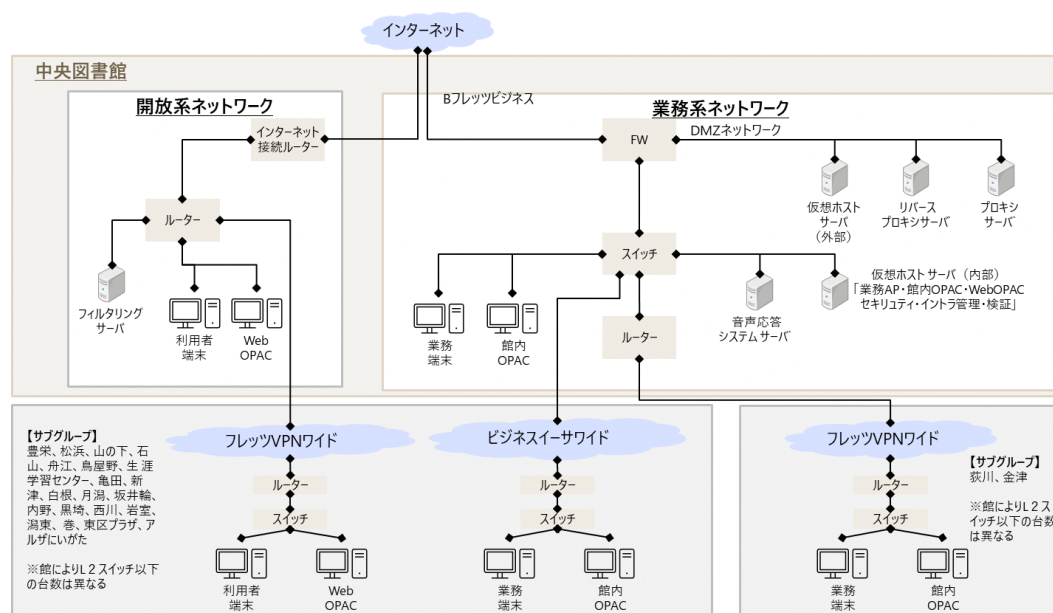 インターネット
中央図書館
Bフレッツビジネス
開放系ネットワーク
インターネット
接続ルーター
ルーター
フィルタリング
サーバ
利用者
端末
Web
OPAC
業務系ネットワーク
FW
DMZネットワーク
仮想ホスト
サーバ
（外部）
リバース
プロキシサーバ
プロキシ
サーバ
スイッチ
業務
端末
館内
OPAC
音声応答
システムサーバ
仮想ホストサーバ（内部）
「業務AP・館内OPAC・WebOPAC
セキュリティ・イントラ管理・検証」
ルーター
【サブグループ】
豊栄、松浜、山の下、石
山、舟江、鳥屋野、生涯
学習センター、亀田、新
津、白根、月潟、坂井輪、
内野、黒埼、西川、岩室、
潟東、巻、東区プラザ、ア
ルザにいがた
※館によりL２スイッチ以下
の台数は異なる
フレッツVPNワイド
ルーター
スイッチ
利用者
端末
Web
OPAC
ビジネスイーサワイド
ルーター
スイッチ
業務
端末
館内
OPAC
フレッツVPNワイド
ルーター
スイッチ
業務
端末
館内
OPAC
【サブグループ】
荻川、金津
※館によりL２ス
イッチ以下の台数
は異なる